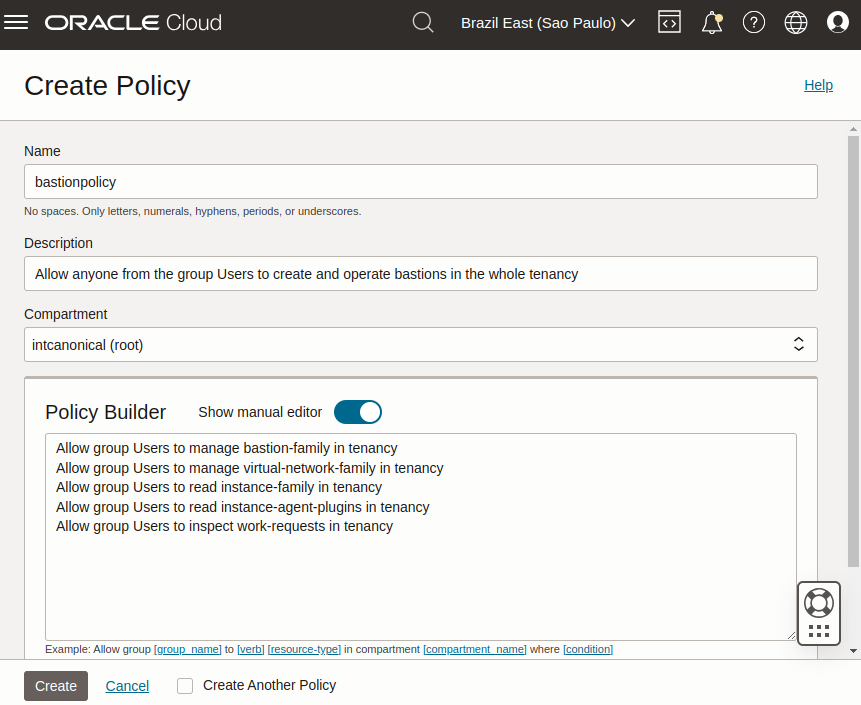 ORACLE Cloud
Brazil East (Sao Paulo)
Create Policy
Help
Name
bastionpolicy
No spaces. Only letters, numerals, hyphens, periods, or underscores.
Description
Allow anyone from the group Users to create and operate bastions in the whole tenancy
Compartment
intcanonical (root)
Policy Builder
Show manual editor
Allow group Users to manage bastion-family in tenancy
Allow group Users to manage virtual-network-family in tenancy
Allow group Users to read instance-family in tenancy
Allow group Users to read instance-agent-plugins in tenancy
Allow group Users to inspect work-requests in tenancy
Example: Allow group [group_name] to [verb] [resource-type] in compartment [compartment_name] where [condition]
Create
Cancel
Create Another Policy